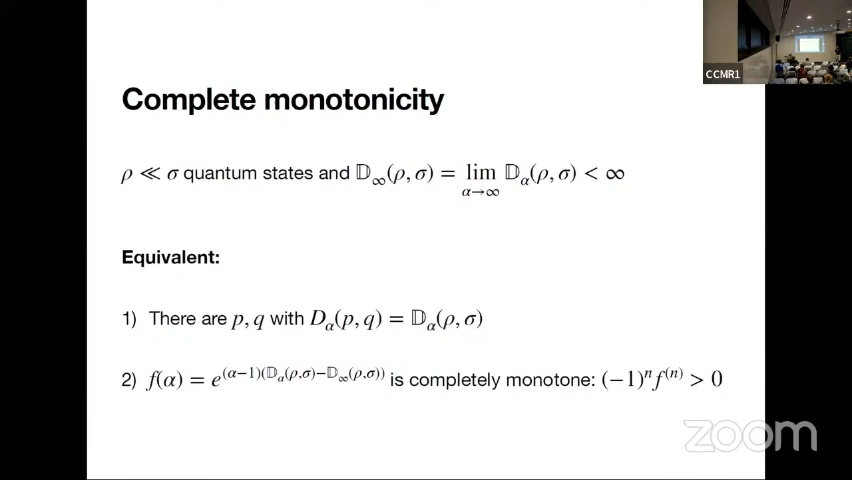 CCMR1
Complete monotonicity
ρ ≪ σ quantum states and 𝔻∞(ρ, σ) = lim α→∞ 𝔻α(ρ, σ) < ∞
Equivalent:
1) There are p, q with Dα(p, q) = 𝔻α(ρ, σ)
2) f(α) = e^{(α−1)(𝔻α(ρ,σ)−𝔻∞(ρ,σ))} is completely monotone: (−1)ⁿf⁽ⁿ⁾ > 0
zoom